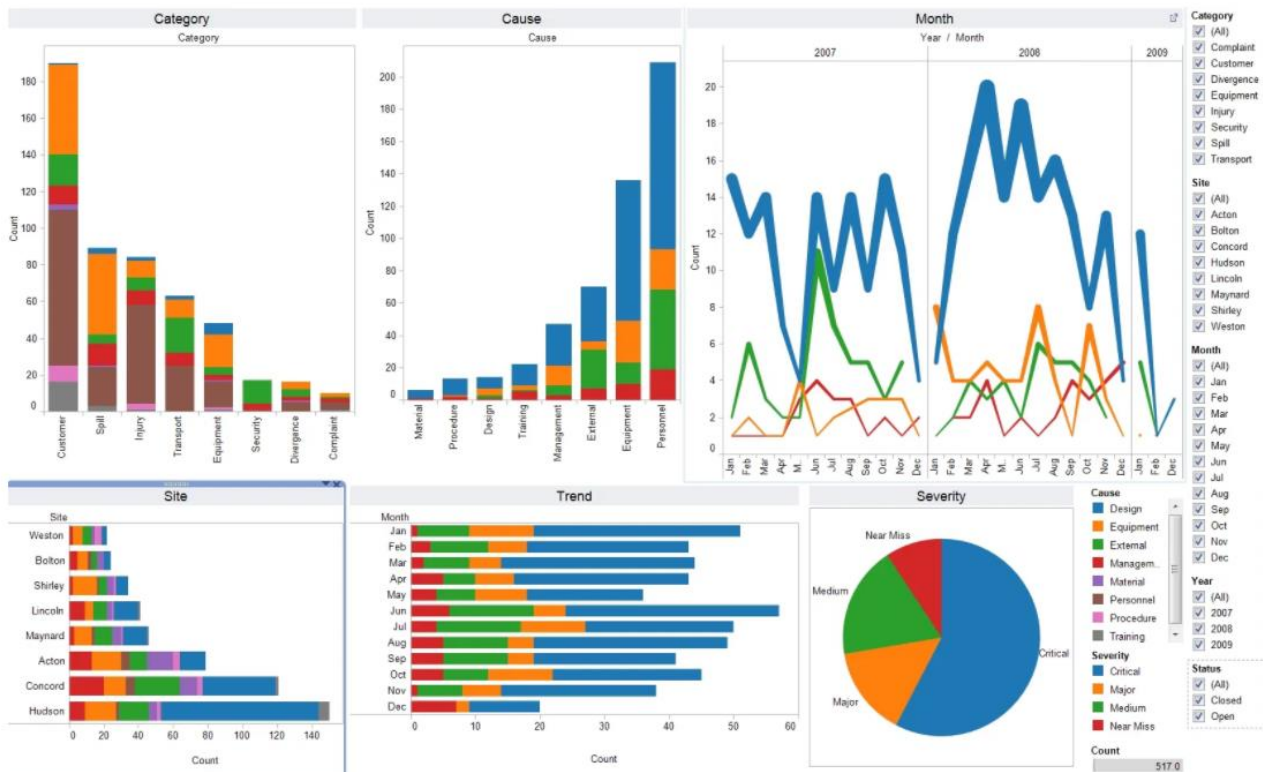 Category
Category
Count
180
160
140
120
100
80
60
40
20
0
Customer
Spill
Injury
Transport
Equipment
Security
Divergence
Complaint
Cause
Cause
Count
200
180
160
140
120
100
80
60
40
20
0
Material
Procedure
Design
Training
Management
External
Equipment
Personnel
Month
Year / Month
2007 2008 2009
Count
20
18
16
14
12
10
8
6
4
2
0
Jan Feb Mar Apr M.. Jun Jul Aug Sep Oct Nov Dec Jan Feb Mar Apr M.. Jun Jul Aug Sep Oct Nov Dec Jan Feb Dec
Category
(All)
Complaint
Customer
Divergence
Equipment
Injury
Security
Spill
Transport
Site
(All)
Acton
Bolton
Concord
Hudson
Lincoln
Maynard
Shirley
Weston
Month
(All)
Jan
Feb
Mar
Apr
May
Jun
Jul
Aug
Sep
Oct
Nov
Dec
Year
(All)
2007
2008
2009
Status
(All)
Closed
Open
Site
Site
Weston
Bolton
Shirley
Lincoln
Maynard
Acton
Concord
Hudson
0 20 40 60 80 100 120 140
Count
Trend
Month
Jan
Feb
Mar
Apr
May
Jun
Jul
Aug
Sep
Oct
Nov
Dec
0 10 20 30 40 50 60
Count
Severity
Near Miss
Medium
Major
Critical
Cause
Design
Equipment
External
Managem..
Material
Personnel
Procedure
Training
Severity
Critical
Major
Medium
Near Miss
Count
517.0